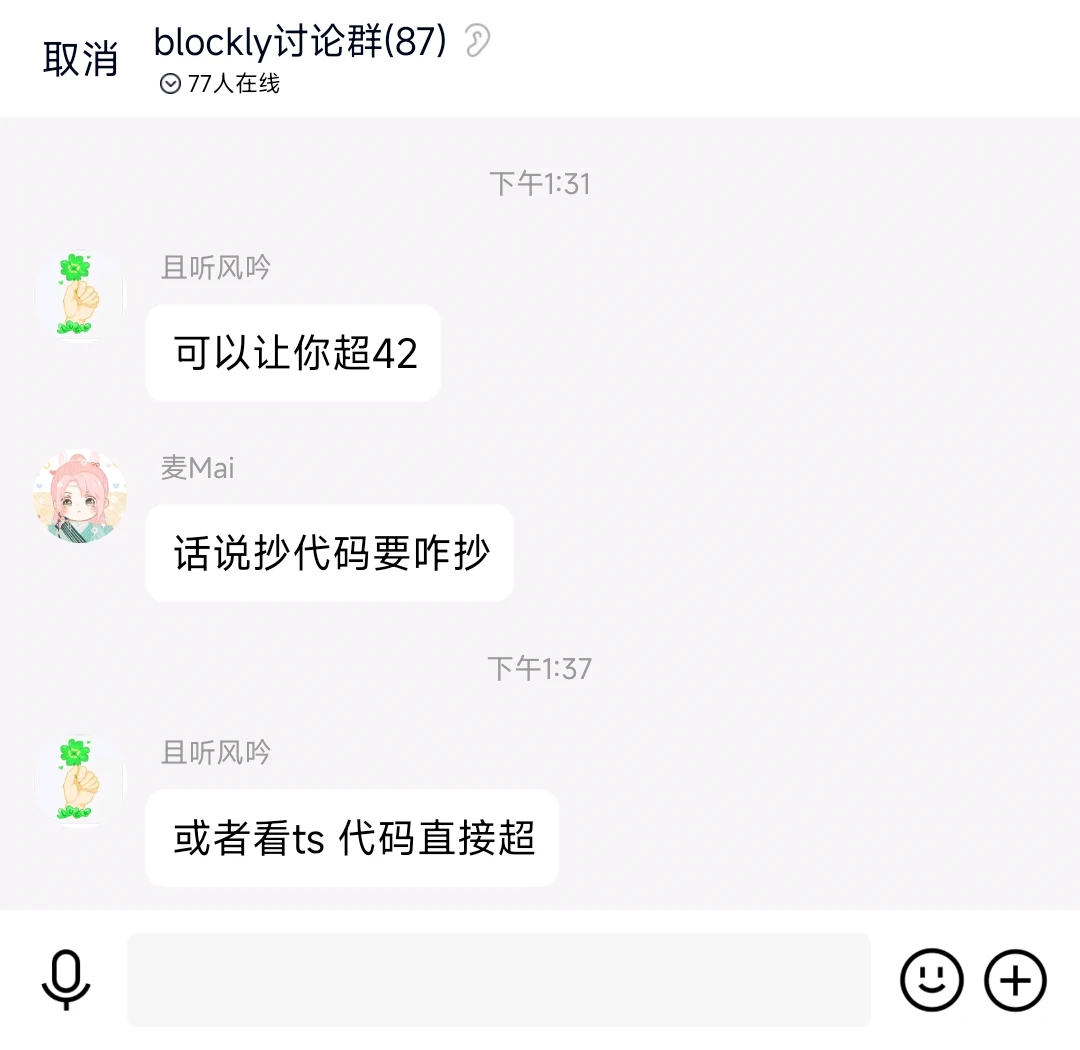 取消
blockly讨论群(87)
77人在线
下午1:31
且听风吟
可以让你超42
麦Mai
话说抄代码要咋抄
下午1:37
且听风吟
或者看ts 代码直接超